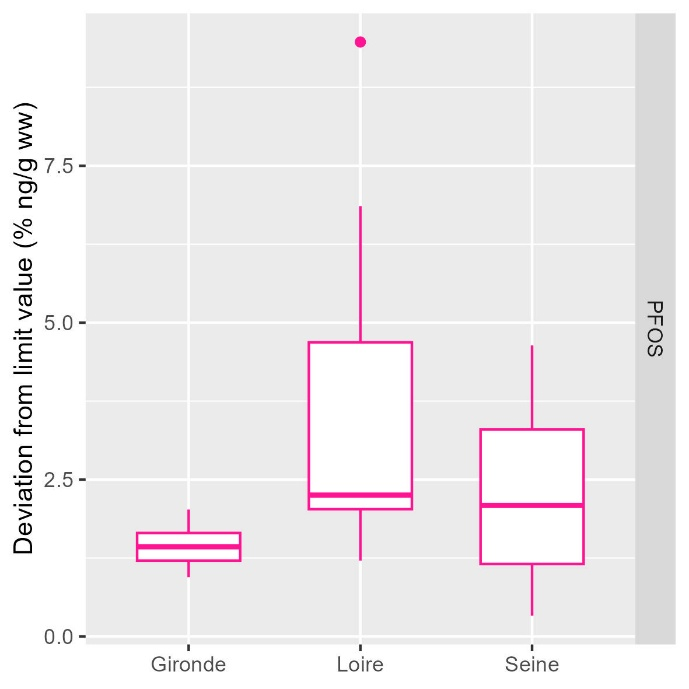 Deviation from limit value (% ng/g ww)
7.5
5.0
2.5
0.0
Gironde Loire Seine
PFOS